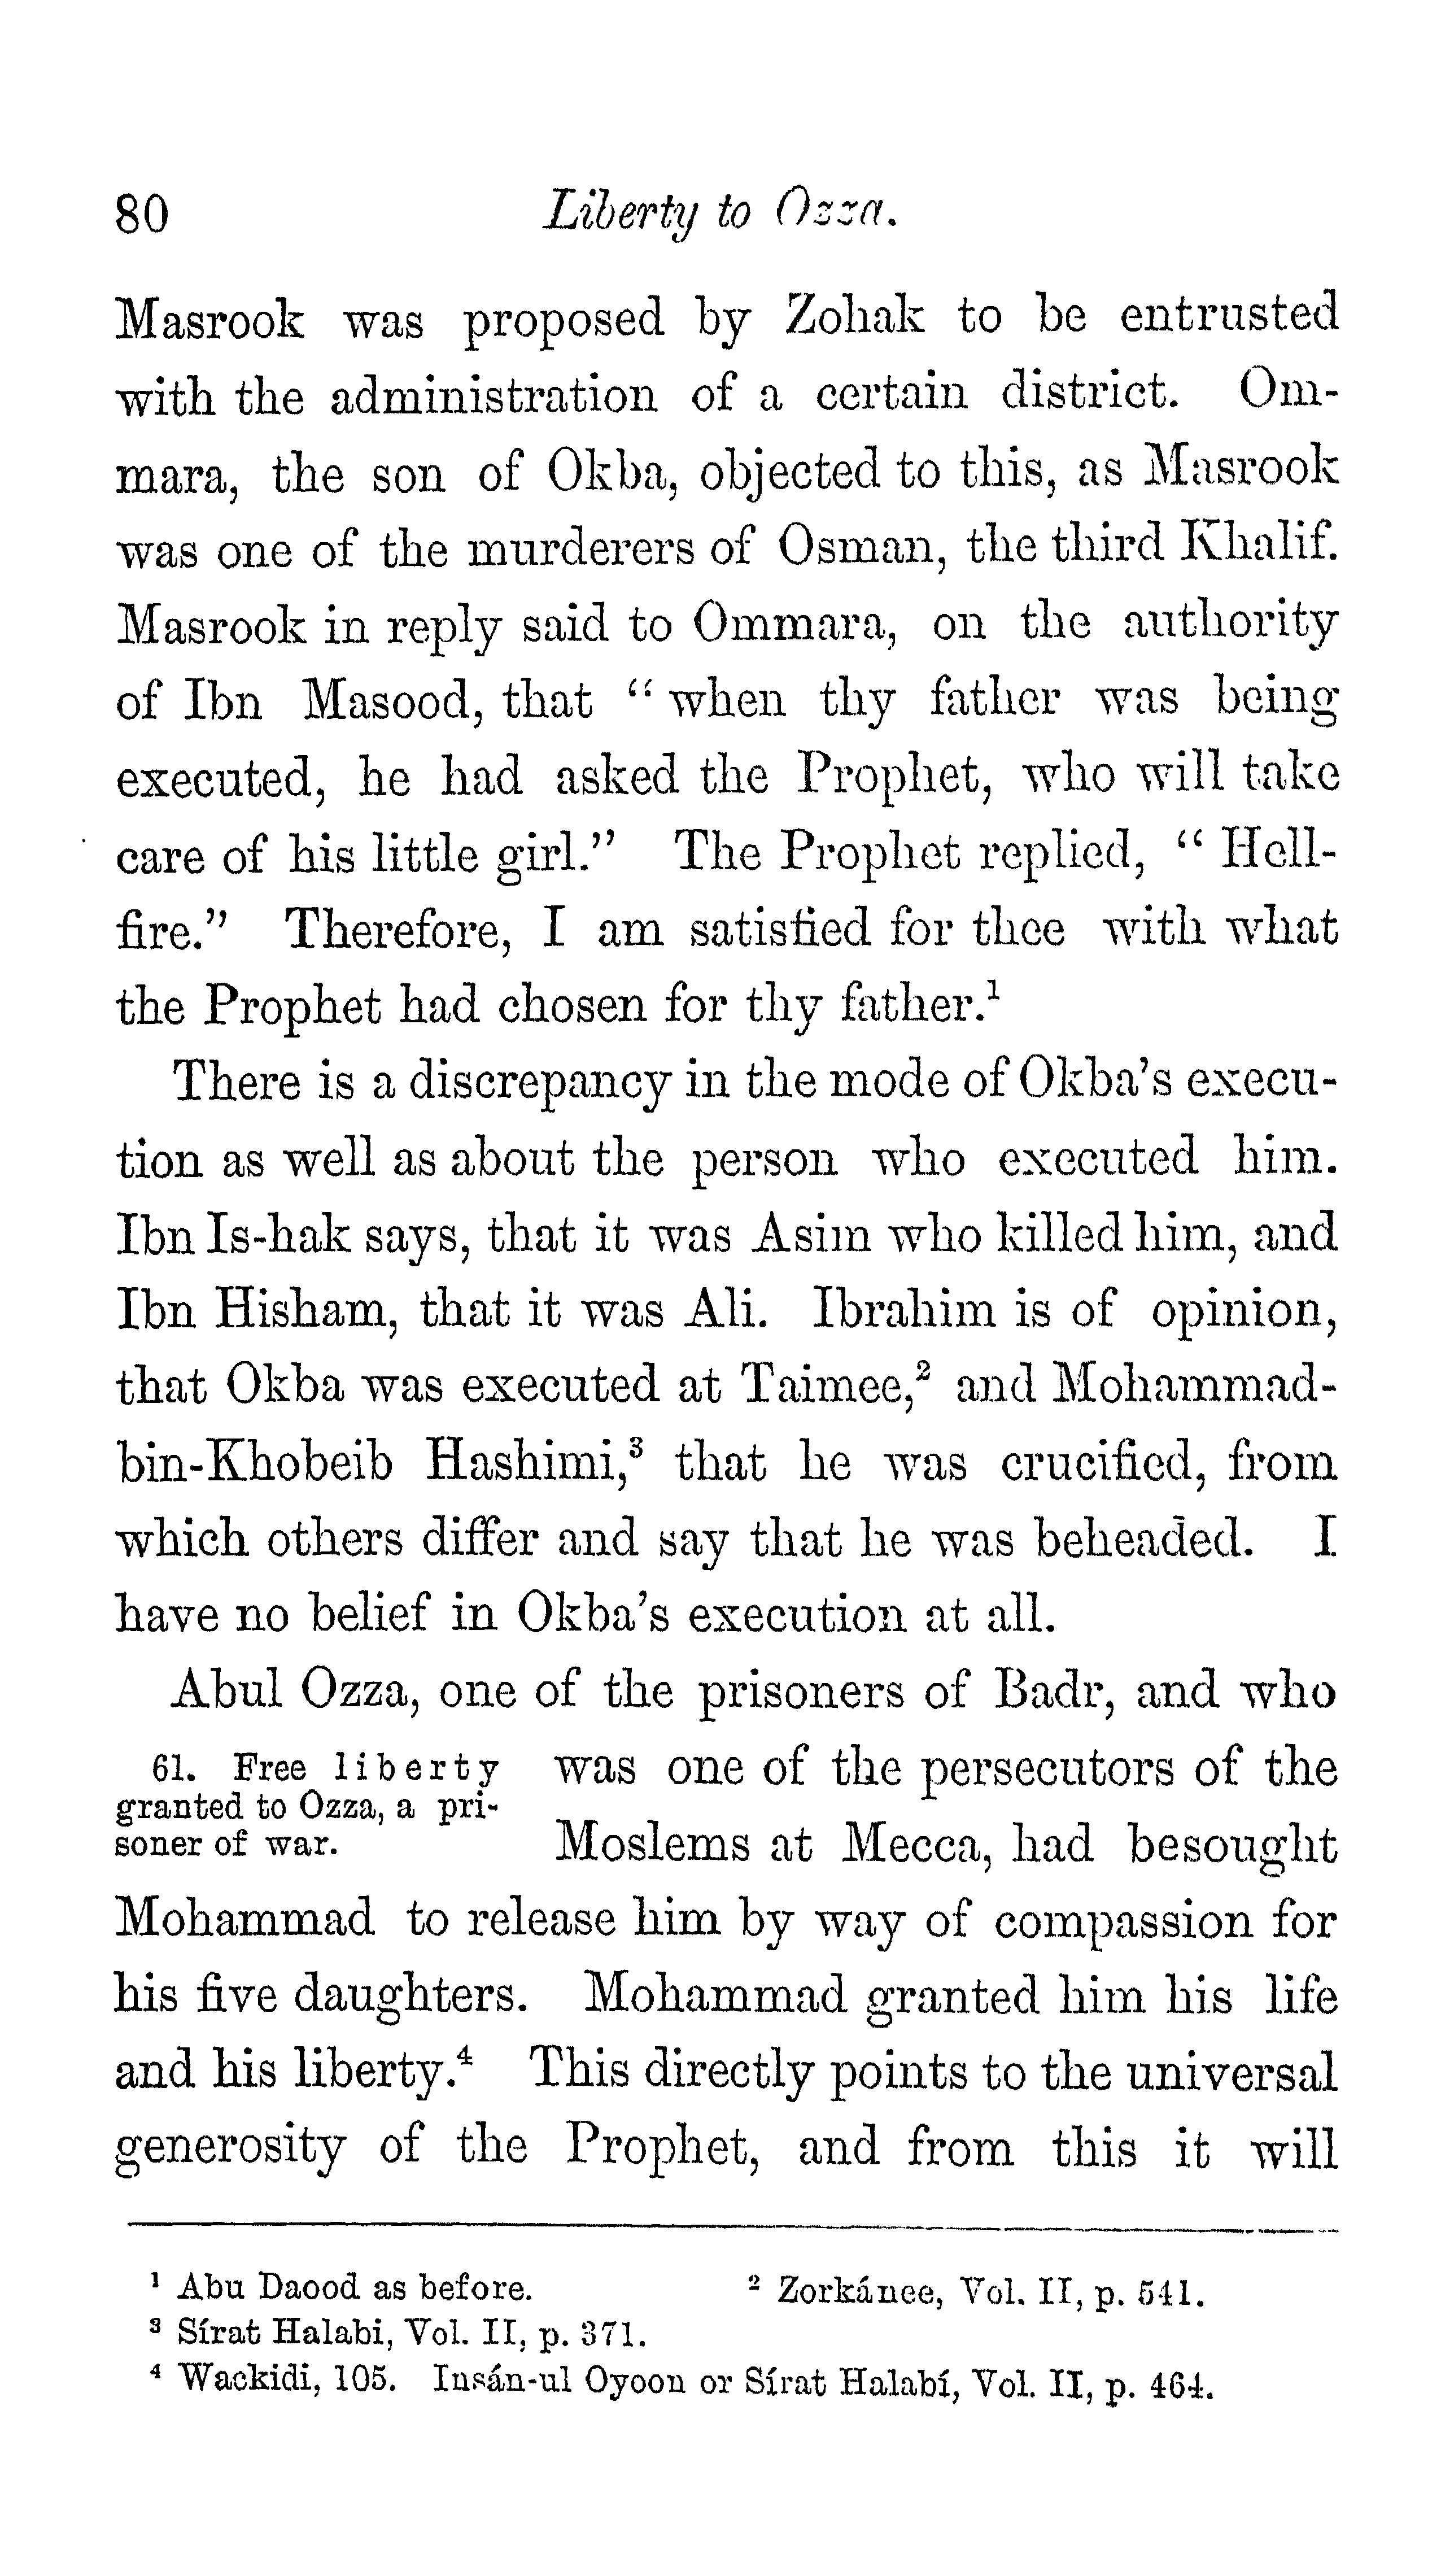 80 Liberty to Ozza.
Masrook was proposed by Zohak to be entrusted
with the administration of a certain district. Om-
mara, the son of Okba, objected to this, as Masrook
was one of the murderers of Osman, the third Khalif.
Masrook in reply said to Ommara, on the authority
of Ibn Masood, that “ when thy father was being
executed, he had asked the Prophet, who will take
care of his little girl.” The Prophet replied, “ Hell-
fire.” Therefore, I am satisfied for thee with what
the Prophet had chosen for thy father.¹
There is a discrepancy in the mode of Okba’s execu-
tion as well as about the person who executed him.
Ibn Is-hak says, that it was Asim who killed him, and
Ibn Hisham, that it was Ali. Ibrahim is of opinion,
that Okba was executed at Taimee,² and Mohammad-
bin-Khobeib Hashimi,³ that he was crucified, from
which others differ and say that he was beheaded. I
have no belief in Okba’s execution at all.
Abul Ozza, one of the prisoners of Badr, and who
61. Free liberty
granted to Ozza, a pri-
soner of war.
was one of the persecutors of the
Moslems at Mecca, had besought
Mohammad to release him by way of compassion for
his five daughters. Mohammad granted him his life
and his liberty.⁴ This directly points to the universal
generosity of the Prophet, and from this it will
¹ Abu Daood as before. ² Zorkánee, Vol. II, p. 541.
³ Sírat Halabi, Vol. II, p. 371.
⁴ Wackidi, 105. Insán-ul Oyoon or Sírat Halabí, Vol. II, p. 464.